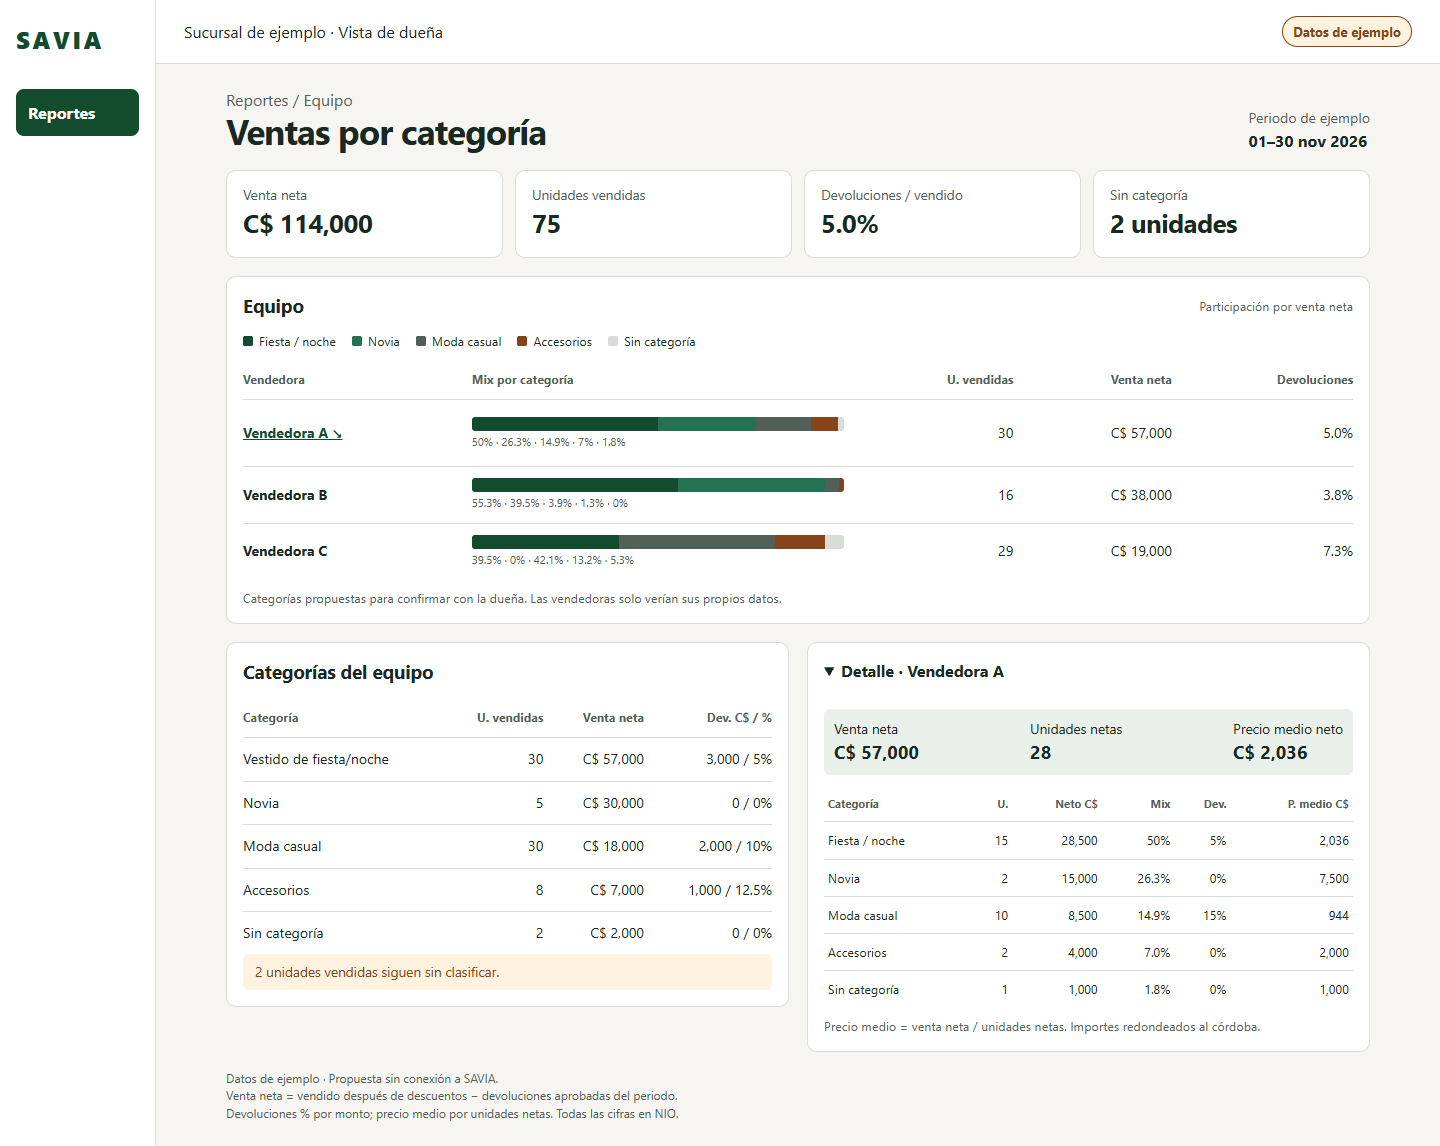 SAVIA
Sucursal de ejemplo · Vista de dueña
Datos de ejemplo
Reportes
Reportes / Equipo
Ventas por categoría
Periodo de ejemplo
01–30 nov 2026
Venta neta
C$ 114,000
Unidades vendidas
75
Devoluciones / vendido
5.0%
Sin categoría
2 unidades
Equipo
Participación por venta neta
Fiesta / noche Novia Moda casual Accesorios Sin categoría
Vendedora Mix por categoría U. vendidas Venta neta Devoluciones
Vendedora A ↘ 30 C$ 57,000 5.0%
50% · 26.3% · 14.9% · 7% · 1.8%
Vendedora B 16 C$ 38,000 3.8%
55.3% · 39.5% · 3.9% · 1.3% · 0%
Vendedora C 29 C$ 19,000 7.3%
39.5% · 0% · 42.1% · 13.2% · 5.3%
Categorías propuestas para confirmar con la dueña. Las vendedoras solo verían sus propios datos.
Categorías del equipo
Categoría U. vendidas Venta neta Dev. C$ / %
Vestido de fiesta/noche 30 C$ 57,000 3,000 / 5%
Novia 5 C$ 30,000 0 / 0%
Moda casual 30 C$ 18,000 2,000 / 10%
Accesorios 8 C$ 7,000 1,000 / 12.5%
Sin categoría 2 C$ 2,000 0 / 0%
2 unidades vendidas siguen sin clasificar.
▼ Detalle · Vendedora A
Venta neta Unidades netas Precio medio neto
C$ 57,000 28 C$ 2,036
Categoría U. Neto C$ Mix Dev. P. medio C$
Fiesta / noche 15 28,500 50% 5% 2,036
Novia 2 15,000 26.3% 0% 7,500
Moda casual 10 8,500 14.9% 15% 944
Accesorios 2 4,000 7.0% 0% 2,000
Sin categoría 1 1,000 1.8% 0% 1,000
Precio medio = venta neta / unidades netas. Importes redondeados al córdoba.
Datos de ejemplo · Propuesta sin conexión a SAVIA.
Venta neta = vendido después de descuentos − devoluciones aprobadas del periodo.
Devoluciones % por monto; precio medio por unidades netas. Todas las cifras en NIO.